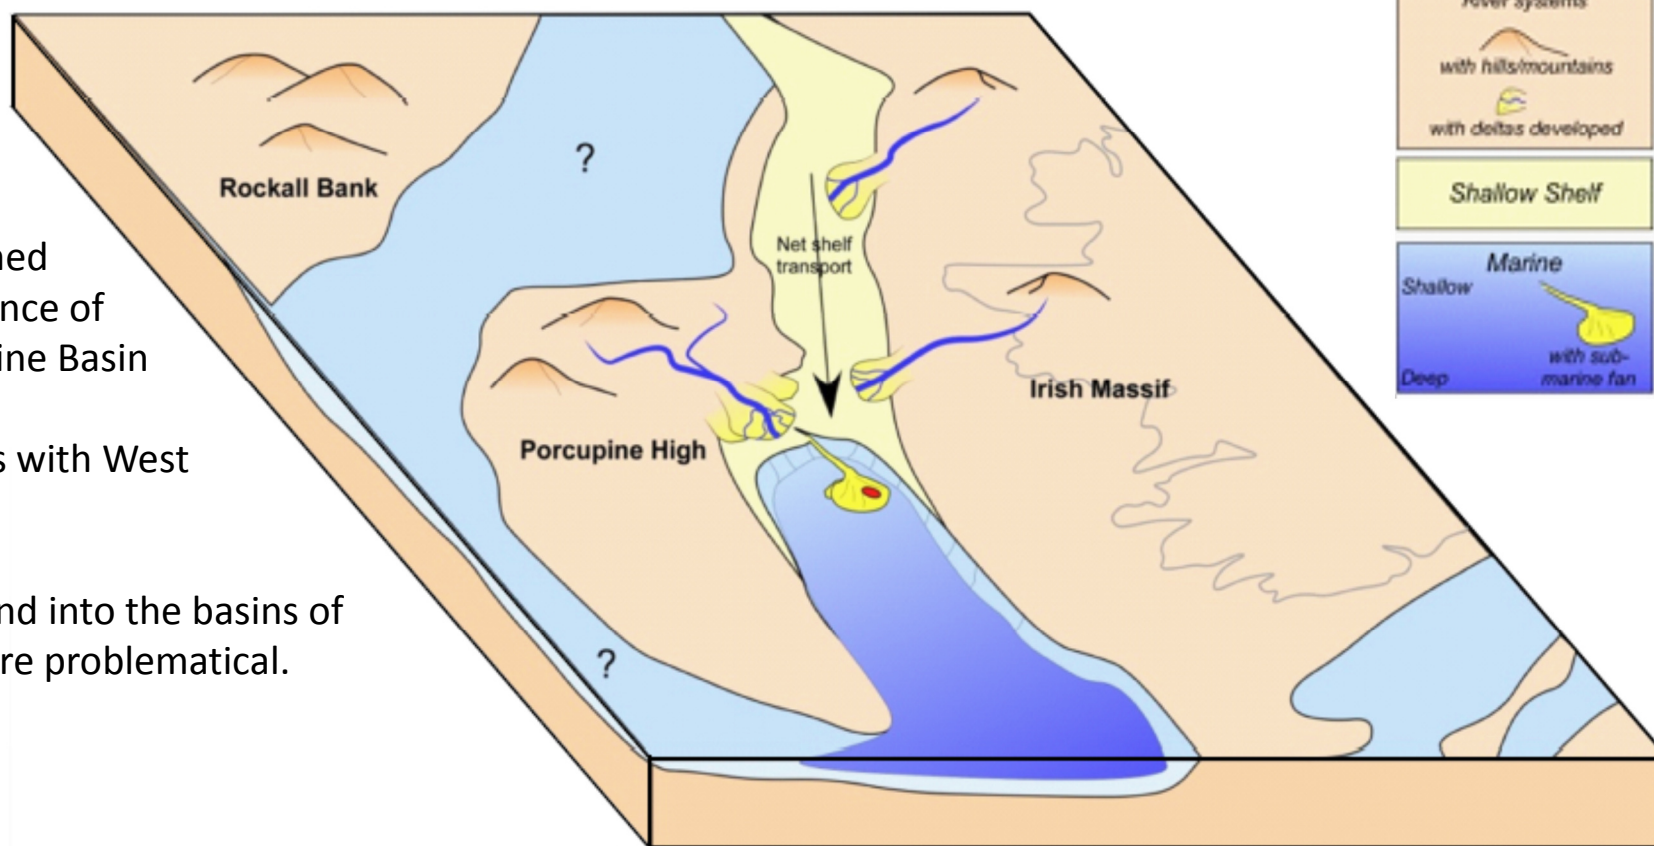 ned
nce of
ine Basin
s with West
nd into the basins of
re problematical.
Rockall Bank
?
Net shelf
transport
Porcupine High
Irish Massif
?
River systems
with hills/mountains
with deltas developed
Shallow Shelf
Marine
Shallow
with sub-
marine fan
Deep